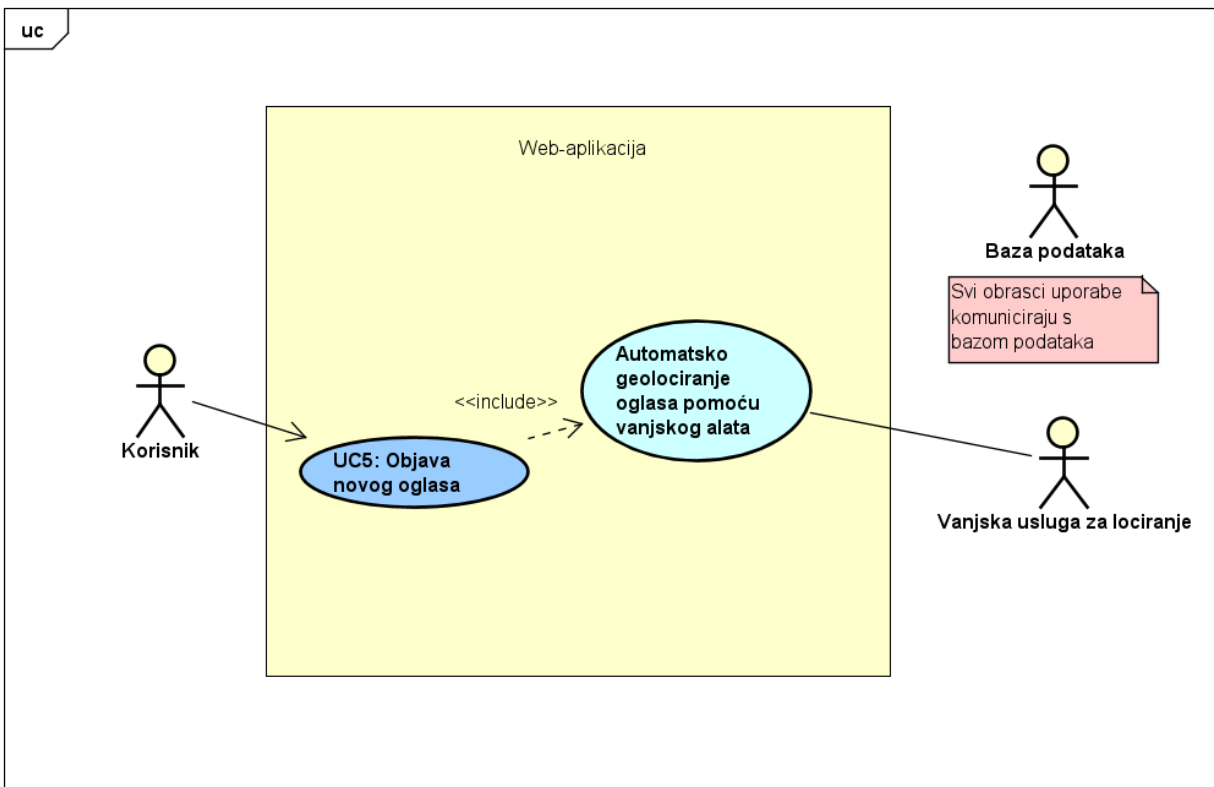 uc
Web-aplikacija
Baza podataka
Svi obrasci uporabe
komuniciraju s
bazom podataka
Automatsko
geolociranje
oglasa pomoću
vanjskog alata
<<include>>
Korisnik
UC5: Objava
novog oglasa
Vanjska usluga za lociranje